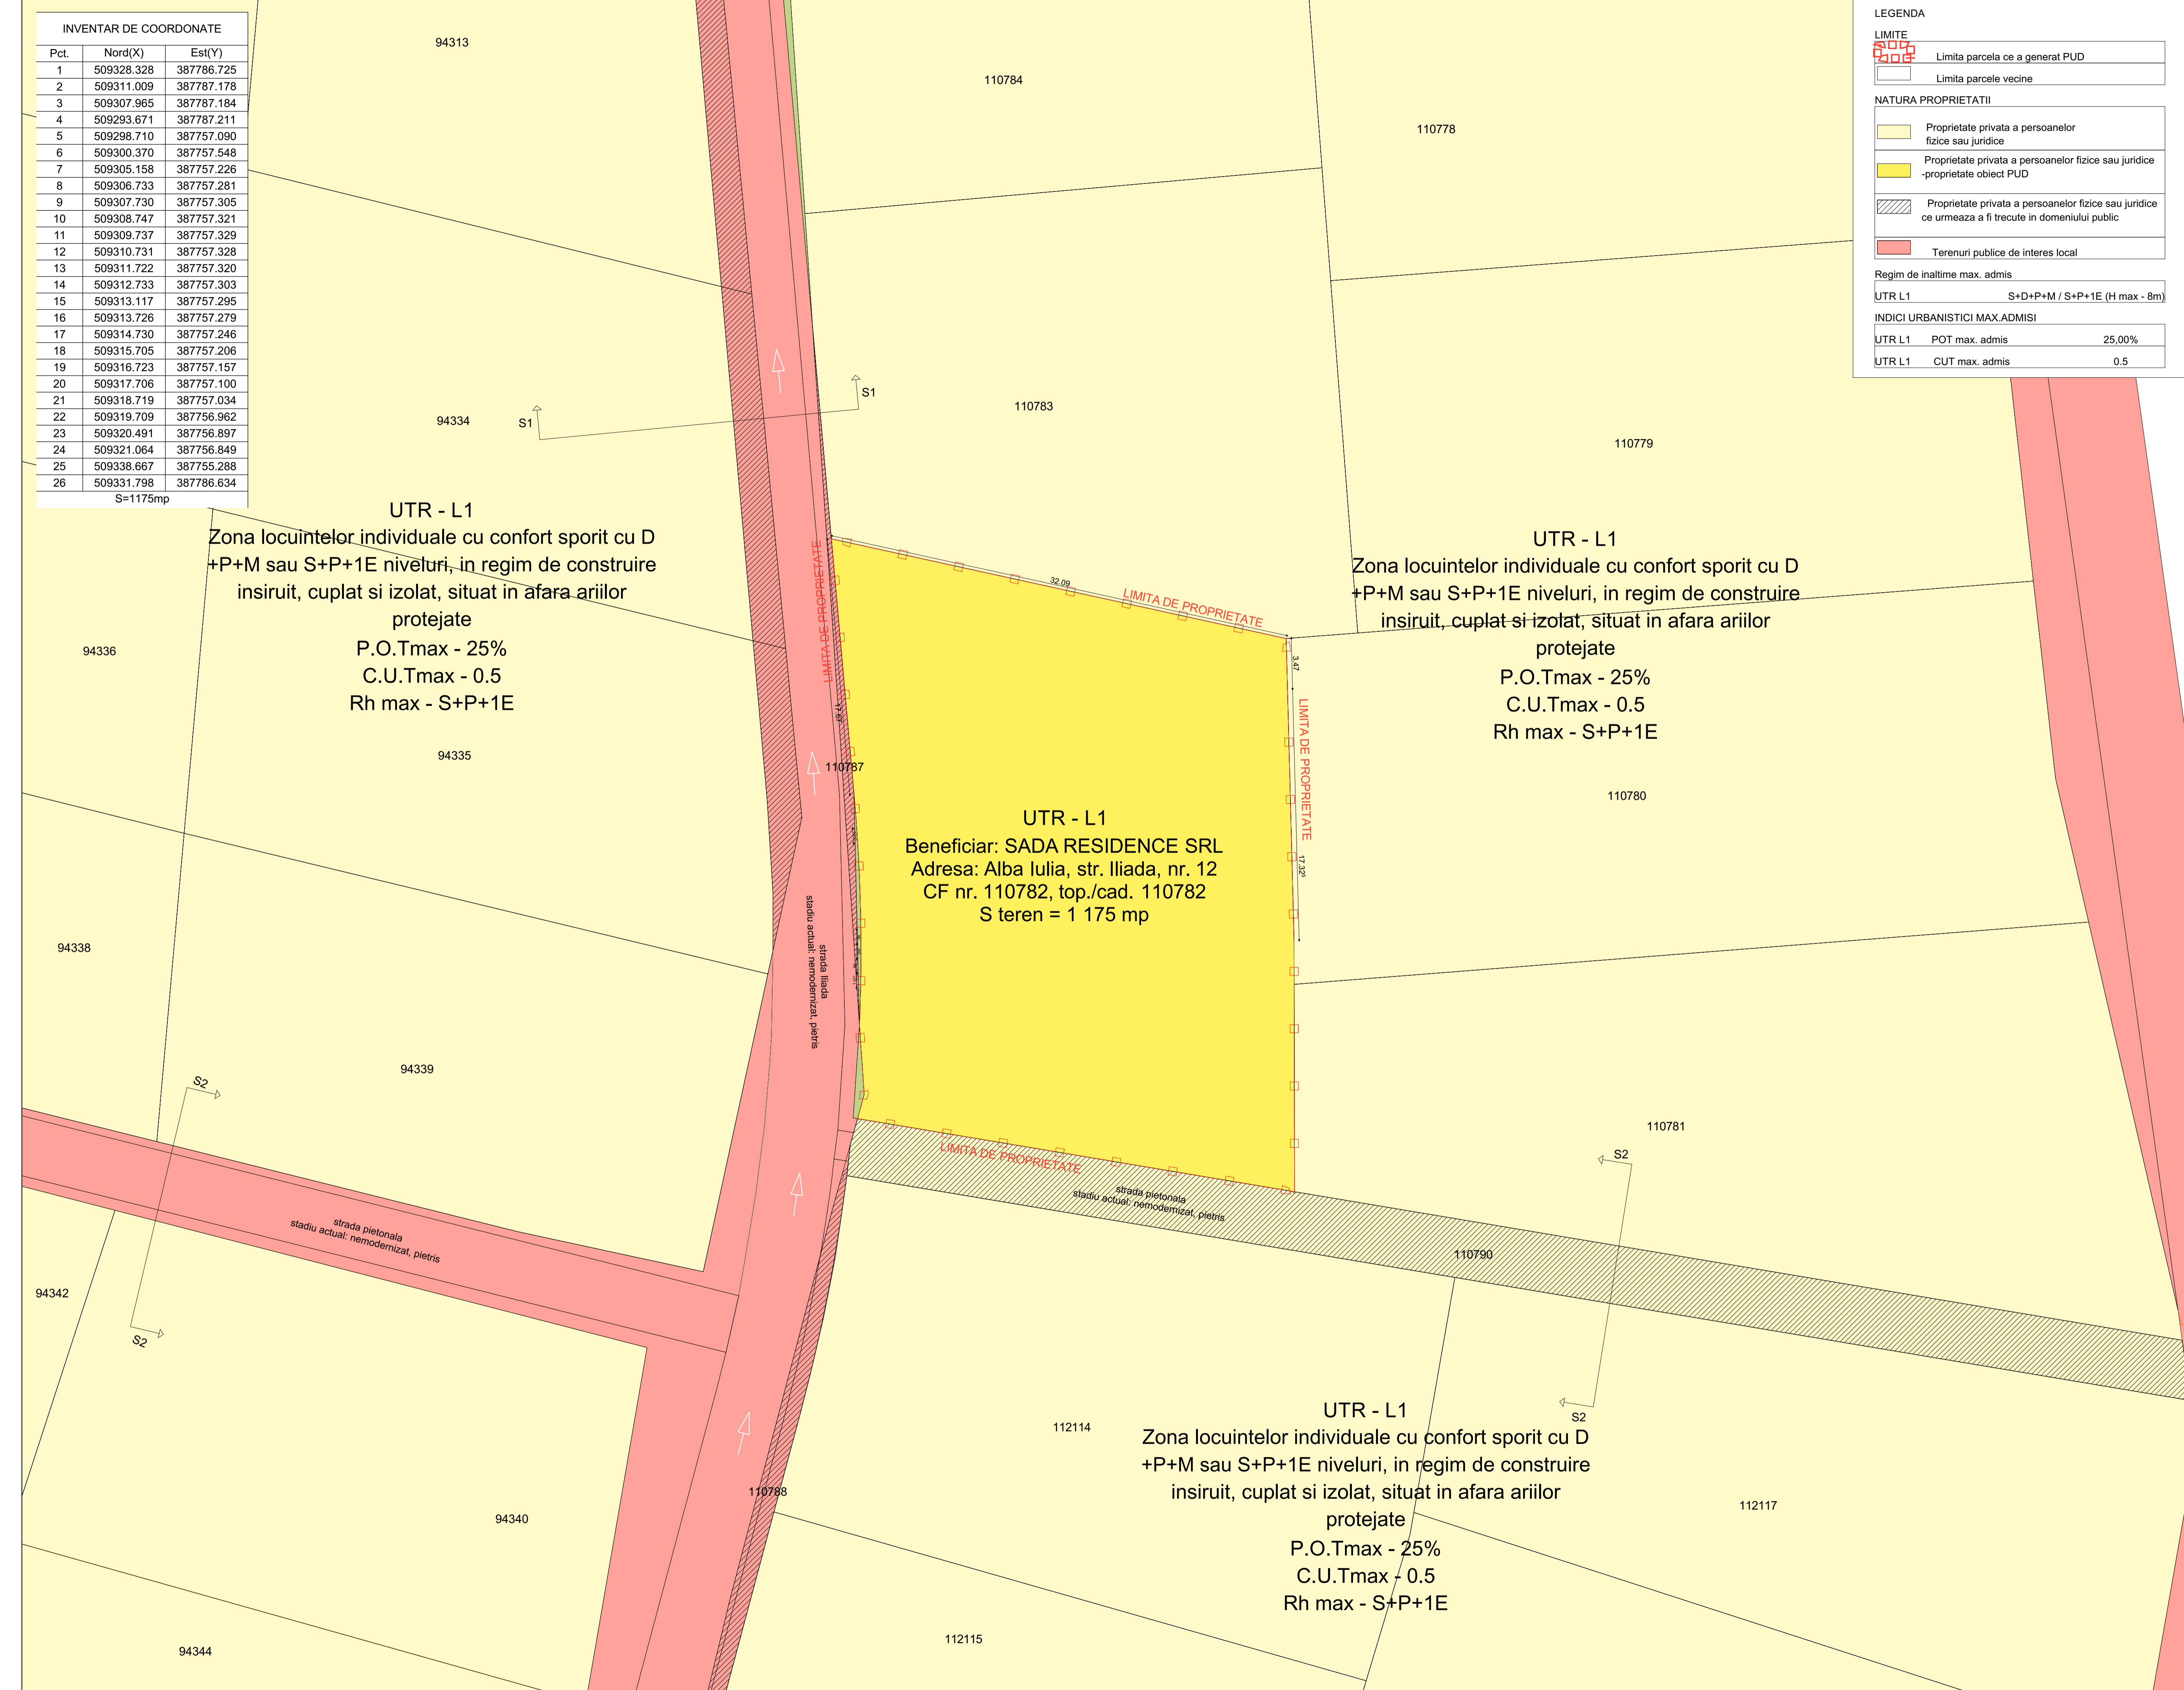 INVENTAR DE COORDONATE
Pct. Nord(X) Est(Y)
1 509328.328 387786.725
2 509311.009 387787.178
3 509307.965 387787.184
4 509293.671 387787.211
5 509298.710 387757.090
6 509300.370 387757.548
7 509305.158 387757.226
8 509306.733 387757.281
9 509307.730 387757.305
10 509308.747 387757.321
11 509309.737 387757.329
12 509310.731 387757.328
13 509311.722 387757.320
14 509312.733 387757.303
15 509313.117 387757.295
16 509313.726 387757.279
17 509314.730 387757.246
18 509315.705 387757.206
19 509316.723 387757.157
20 509317.706 387757.100
21 509318.719 387757.034
22 509319.709 387756.962
23 509320.491 387756.897
24 509321.064 387756.849
25 509338.667 387755.288
26 509331.798 387786.634
S=1175mp
LEGENDA
LIMITE
Limita parcela ce a generat PUD
Limita parcele vecine
NATURA PROPRIETATII
Proprietate privata a persoanelor
fizice sau juridice
Proprietate privata a persoanelor fizice sau juridice
-proprietate obiect PUD
Proprietate privata a persoanelor fizice sau juridice
ce urmeaza a fi trecute in domeniului public
Terenuri publice de interes local
Regim de inaltime max. admis
UTR L1 S+D+P+M / S+P+1E (H max - 8m)
INDICI URBANISTICI MAX.ADMISI
UTR L1 POT max. admis 25,00%
UTR L1 CUT max. admis 0.5
94313
110784
110778
94334
S1
S1
110783
110779
UTR - L1
Zona locuintelor individuale cu confort sporit cu D
+P+M sau S+P+1E niveluri, in regim de construire
insiruit, cuplat si izolat, situat in afara ariilor
protejate
P.O.Tmax - 25%
C.U.Tmax - 0.5
Rh max - S+P+1E
94336
94335
LIMITA DE PROPRIETATE
17.67
32.09
LIMITA DE PROPRIETATE
3.47
LIMITA DE PROPRIETATE
17.32⁵
UTR - L1
Zona locuintelor individuale cu confort sporit cu D
+P+M sau S+P+1E niveluri, in regim de construire
insiruit, cuplat si izolat, situat in afara ariilor
protejate
P.O.Tmax - 25%
C.U.Tmax - 0.5
Rh max - S+P+1E
110787
110780
UTR - L1
Beneficiar: SADA RESIDENCE SRL
Adresa: Alba Iulia, str. Iliada, nr. 12
CF nr. 110782, top./cad. 110782
S teren = 1 175 mp
94338
strada Iliada
stadiu actual: nemodernizat, pietris
94339
S2
110781
S2
LIMITA DE PROPRIETATE
strada pietonala
stadiu actual: nemodernizat, pietris
strada pietonala
stadiu actual: nemodernizat, pietris
110790
94342
S2
S2
112114
UTR - L1
Zona locuintelor individuale cu confort sporit cu D
+P+M sau S+P+1E niveluri, in regim de construire
insiruit, cuplat si izolat, situat in afara ariilor
protejate
P.O.Tmax - 25%
C.U.Tmax - 0.5
Rh max - S+P+1E
110788
94340
112117
94344
112115